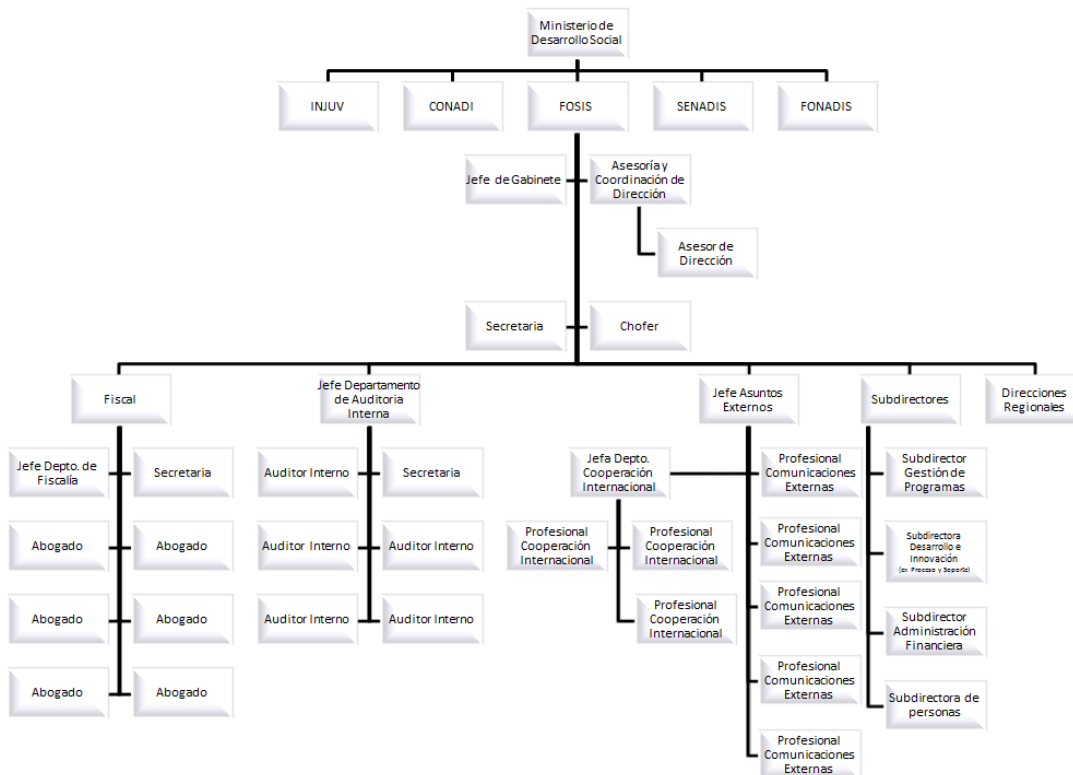 Ministerio de
Desarrollo Social
INJUV
CONADI
FOSIS
SENADIS
FONADIS
Jefe de Gabinete
Asesoría y
Coordinación de
Dirección
Asesor de
Dirección
Secretaria
Chofer
Fiscal
Jefe Departamento
de Auditoria
Interna
Jefe Asuntos
Externos
Subdirectores
Direcciones
Regionales
Jefe Depto. de
Fiscalía
Secretaria
Abogado
Abogado
Abogado
Abogado
Abogado
Abogado
Auditor Interno
Secretaria
Auditor Interno
Auditor Interno
Auditor Interno
Auditor Interno
Jefa Depto.
Cooperación
Internacional
Profesional
Cooperación
Internacional
Profesional
Cooperación
Internacional
Profesional
Cooperación
Internacional
Profesional
Comunicaciones
Externas
Profesional
Comunicaciones
Externas
Profesional
Comunicaciones
Externas
Profesional
Comunicaciones
Externas
Profesional
Comunicaciones
Externas
Subdirector
Gestión de
Programas
Subdirectora
Desarrollo e
Innovación
(ex Proceso y Soporte)
Subdirector
Administración
Financiera
Subdirectora de
personas